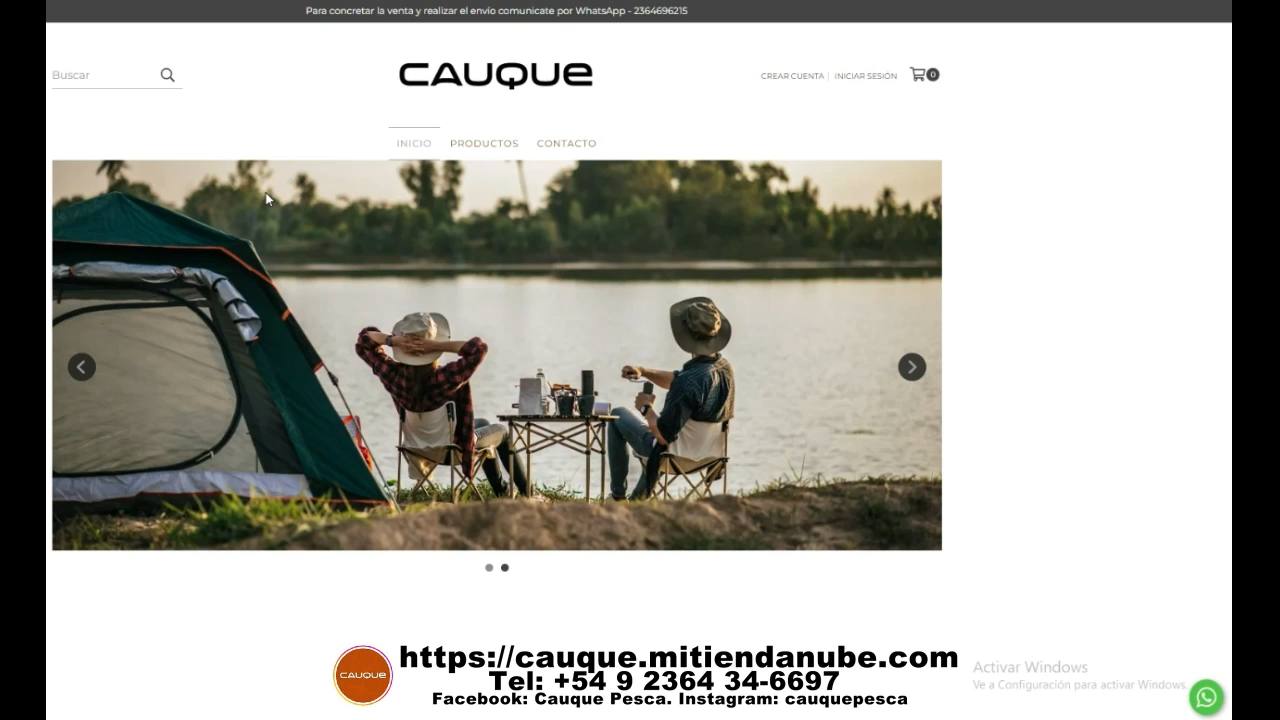 Para concretar la venta y realizar el envío comunicate por WhatsApp - 2364696215
Buscar
CAUQUE
CREAR CUENTA | INICIAR SESIÓN
0
INICIO PRODUCTOS CONTACTO
https://cauque.mitiendanube.com
CAUQUE
Tel: +54 9 2364 34-6697
Facebook: Cauque Pesca. Instagram: cauquepesca
Activar Windows
Ve a Configuración para activar Windows.